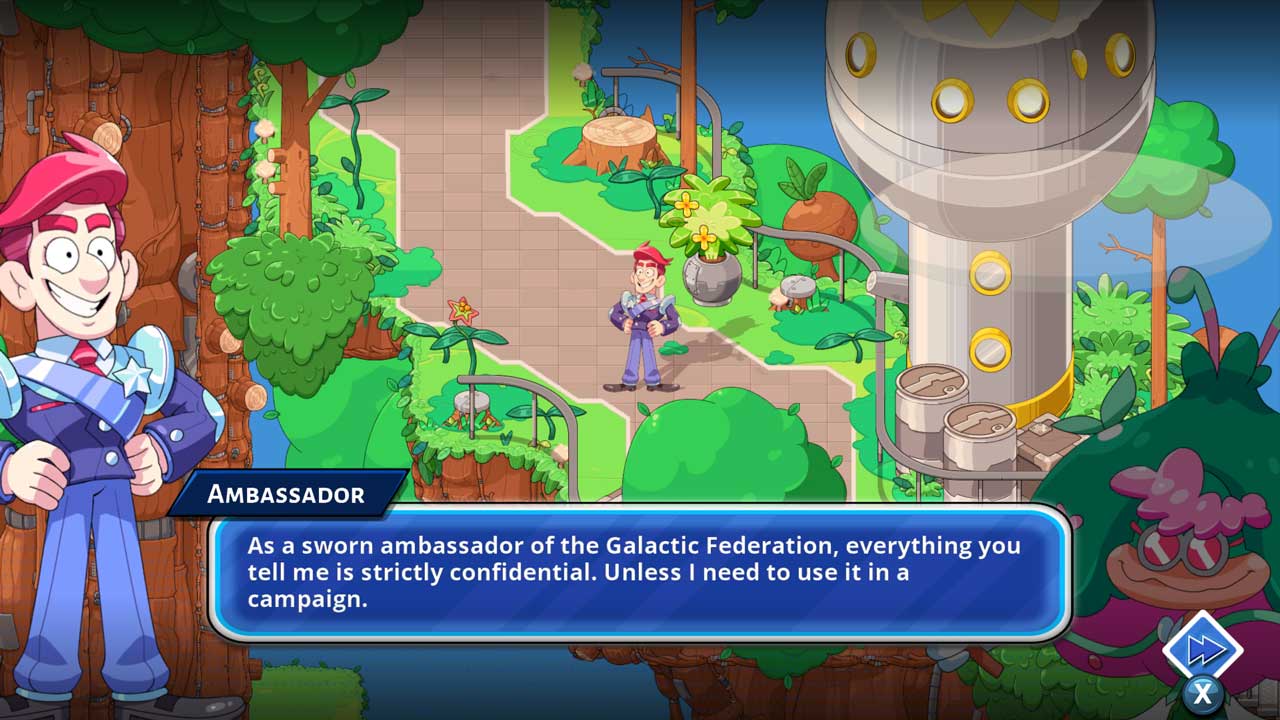 AMBASSADOR
As a sworn ambassador of the Galactic Federation, everything you
tell me is strictly confidential. Unless I need to use it in a
campaign.
X